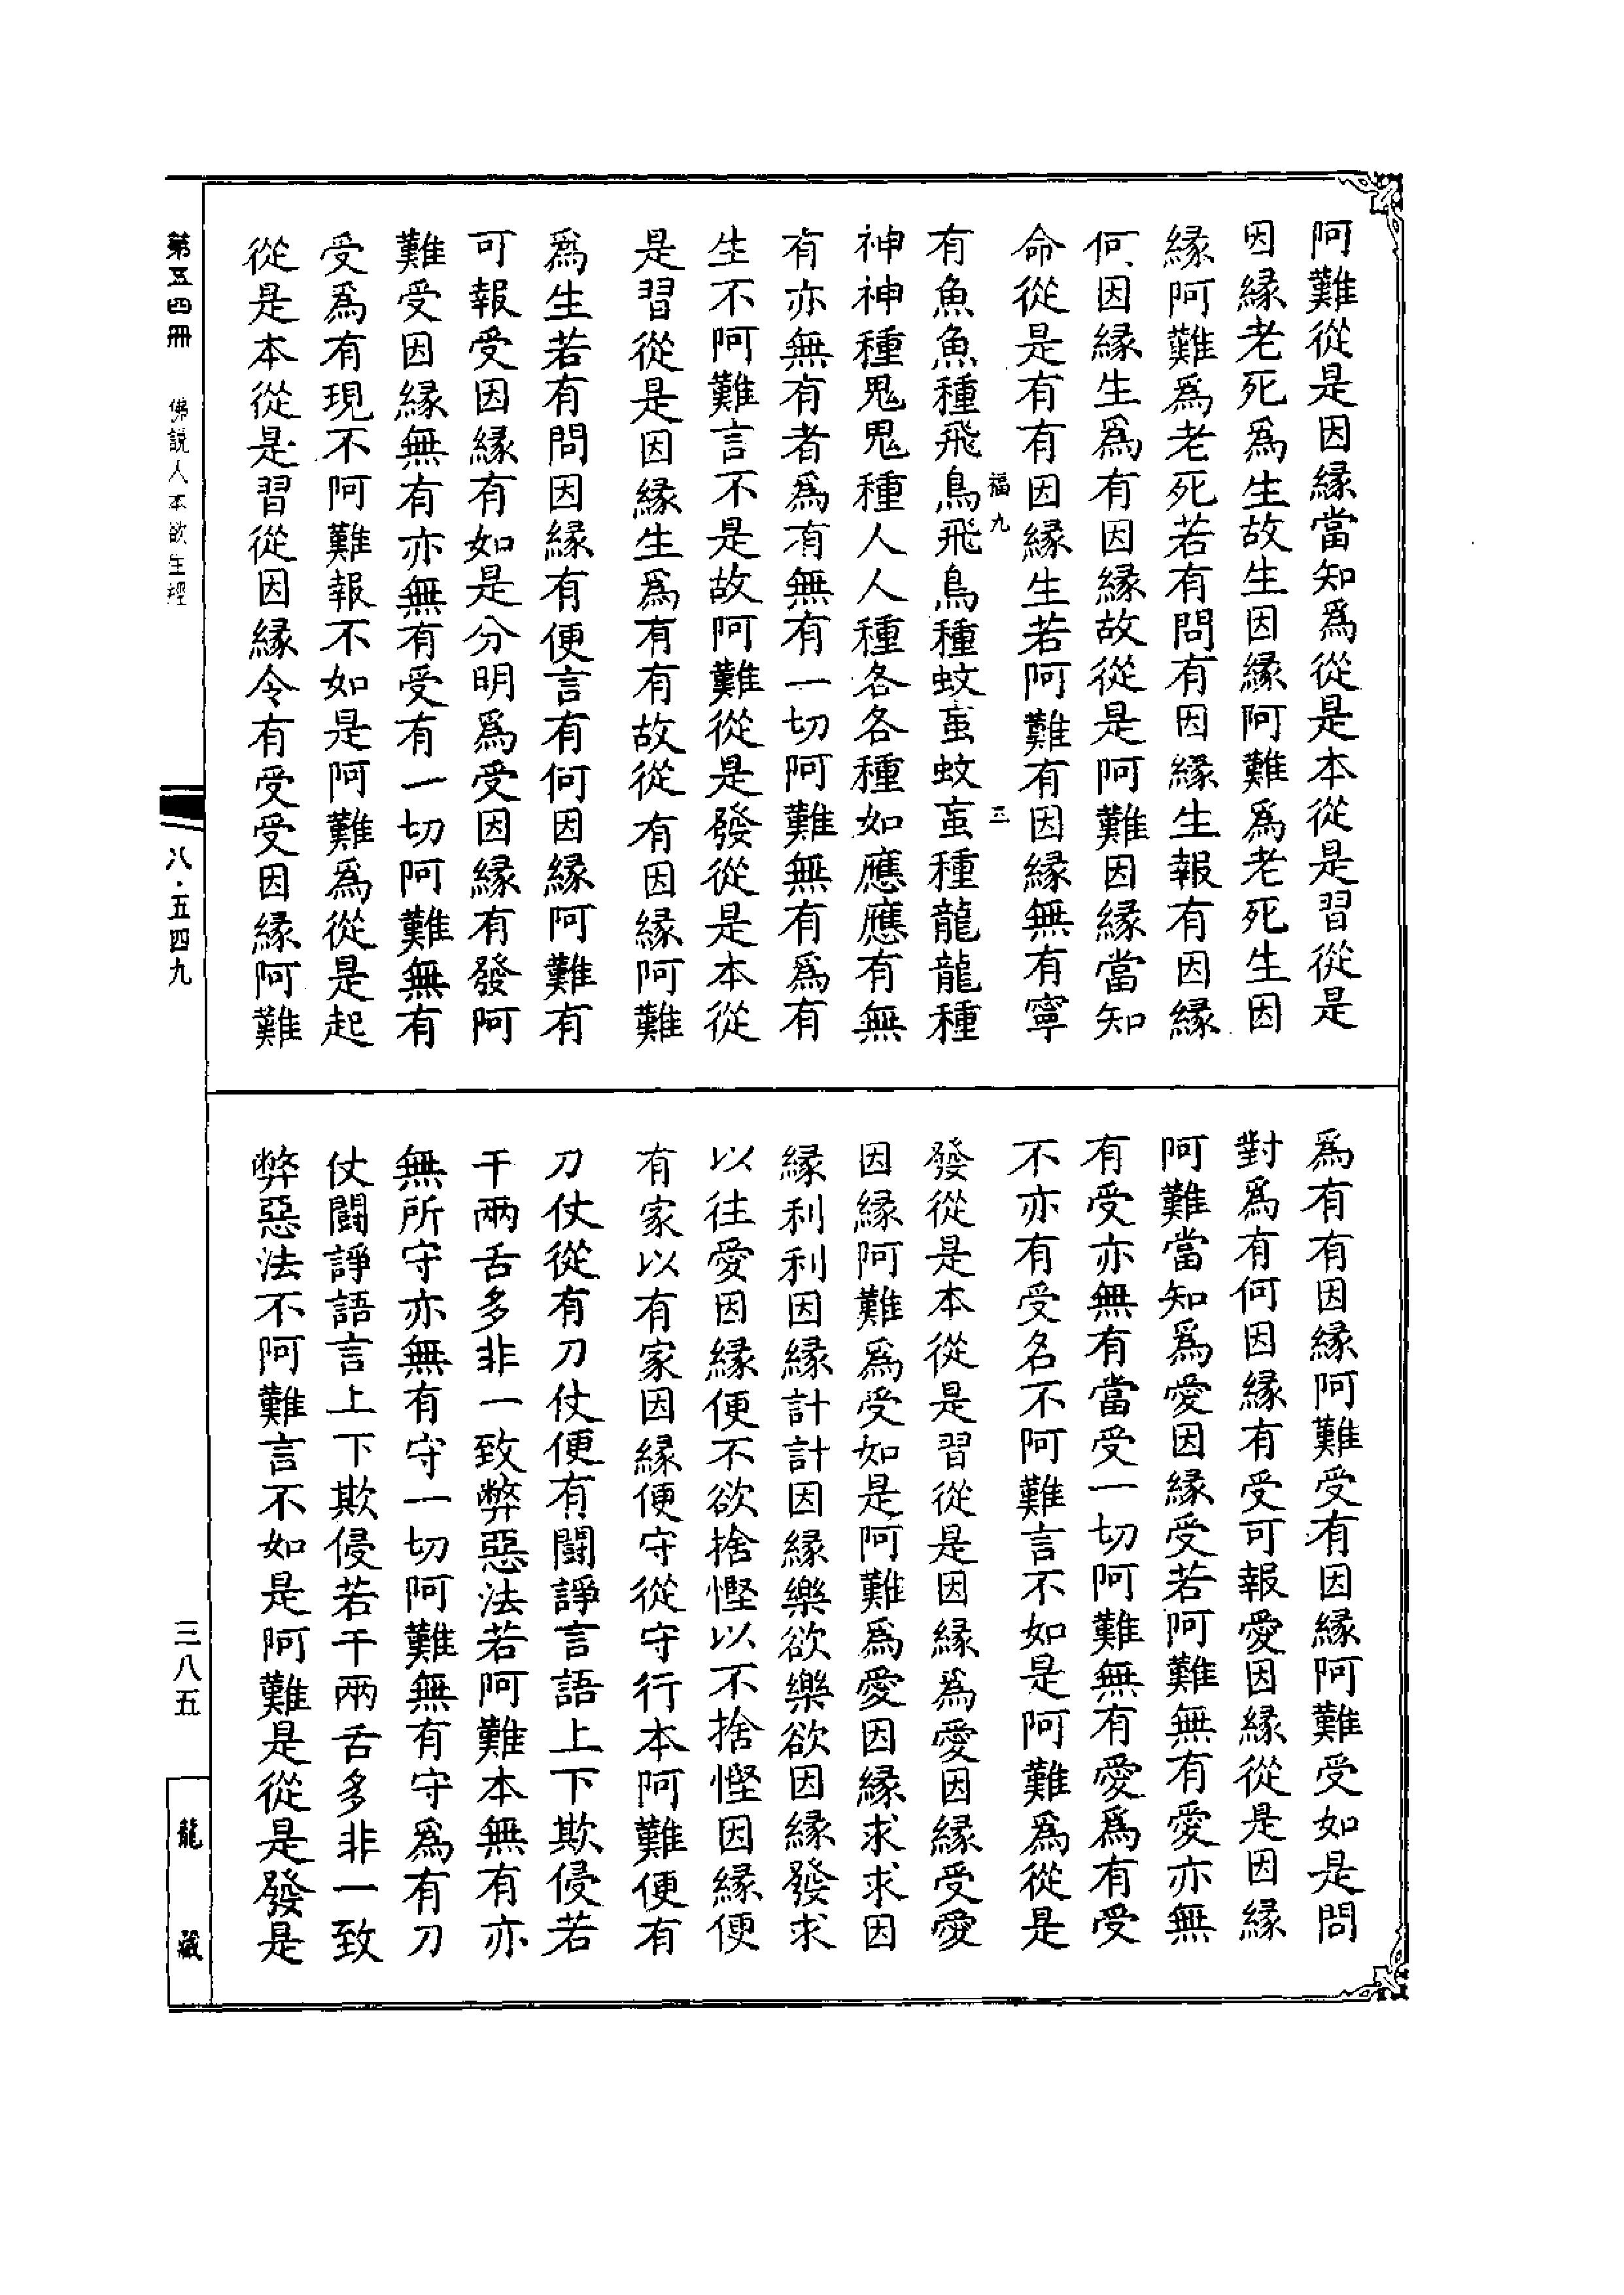 阿難從是因緣當知爲從是本從是習從是
因緣老死爲生故生因緣阿難爲老死生因
緣阿難爲老死若有問有因緣生報有因緣
何因緣生爲有因緣故從是阿難因緣當知
命從是有有因緣生若阿難有因緣無有寧
福九 三
有魚魚種飛鳥飛鳥種蚊䖟蚊䖟種龍龍種
神神種鬼鬼種人人種各各種如應應有無
有亦無有者爲有無有一切阿難無有爲有
生不阿難言不是故阿難從是發從是本從
是習從是因緣生爲有有故從有因緣阿難
爲生若有問因緣有便言有何因緣阿難有
可報受因緣有如是分明爲受因緣有發阿
難受因緣無有亦無有受有一切阿難無有
受爲有現不阿難報不如是阿難爲從是起
從是本從是習從因緣令有受受因緣阿難
爲有有因緣阿難受有因緣阿難受如是問
對爲有何因緣有受可報愛因緣從是因緣
阿難當知爲愛因緣受若阿難無有愛亦無
有受亦無有當受一切阿難無有愛爲有受
不亦有受名不阿難言不如是阿難爲從是
發從是本從是習從是因緣爲愛因緣受愛
因緣阿難爲受如是阿難爲愛因緣求求因
緣利利因緣計計因緣樂欲樂欲因緣發求
以往愛因緣便不欲捨慳以不捨慳因緣便
有家以有家因緣便守從守行本阿難便有
刀仗從有刀仗便有鬪諍言語上下欺侵若
干兩舌多非一致弊惡法若阿難本無有亦
無所守亦無有守一切阿難無有守爲有刀
仗鬪諍語言上下欺侵若干兩舌多非一致
弊惡法不阿難言不如是阿難是從是發是
第五四冊 佛說人本欲生經
八·五四九
三八五
龍藏